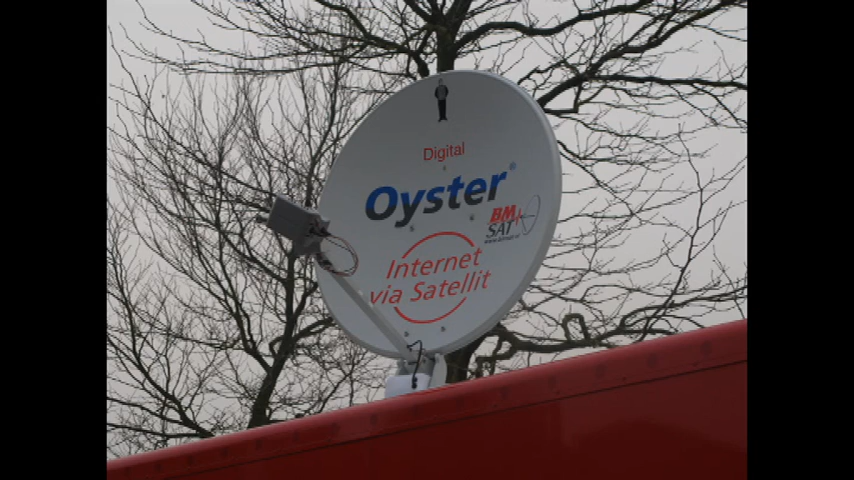 Digital
Oyster®
BM
SAT
Internet
via Satellit